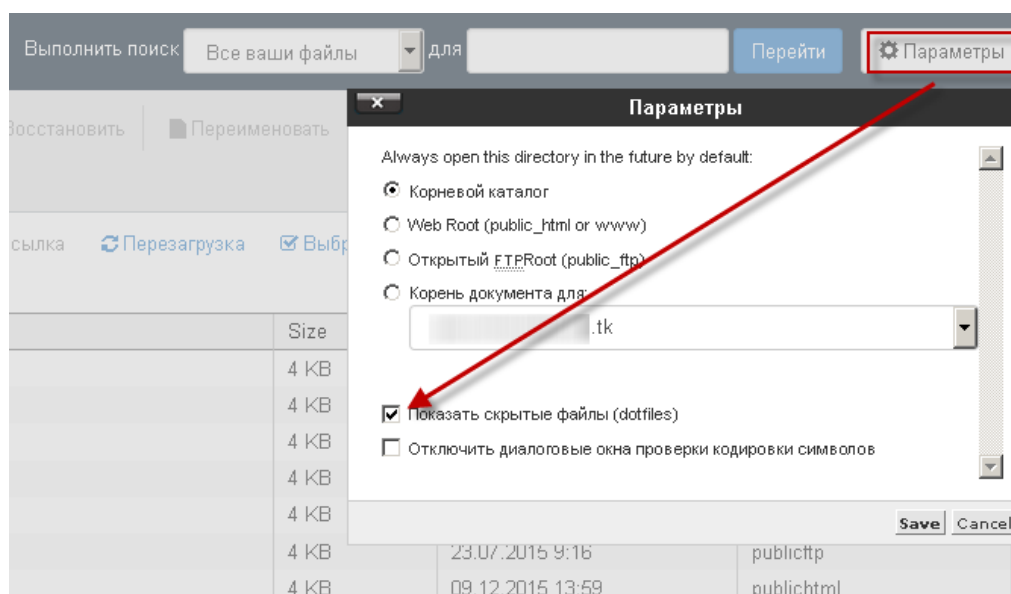 Выполнить поиск Все ваши файлы для Перейти Параметры
Восстановить Переименовать
Параметры
Always open this directory in the future by default:
Корневой каталог
Web Root (public_html or www)
Открытый FTPRoot (public_ftp)
Корень документа для:
.tk
сылка Перезагрузка Выбр
Size
4 KB
4 KB
4 KB
4 KB
4 KB
Показать скрытые файлы (dotfiles)
Отключить диалоговые окна проверки кодировки символов
Save Cancel
4 KB 23.07.2015 9:16 publicftp
4 KB 09.12.2015 13:59 publichtml